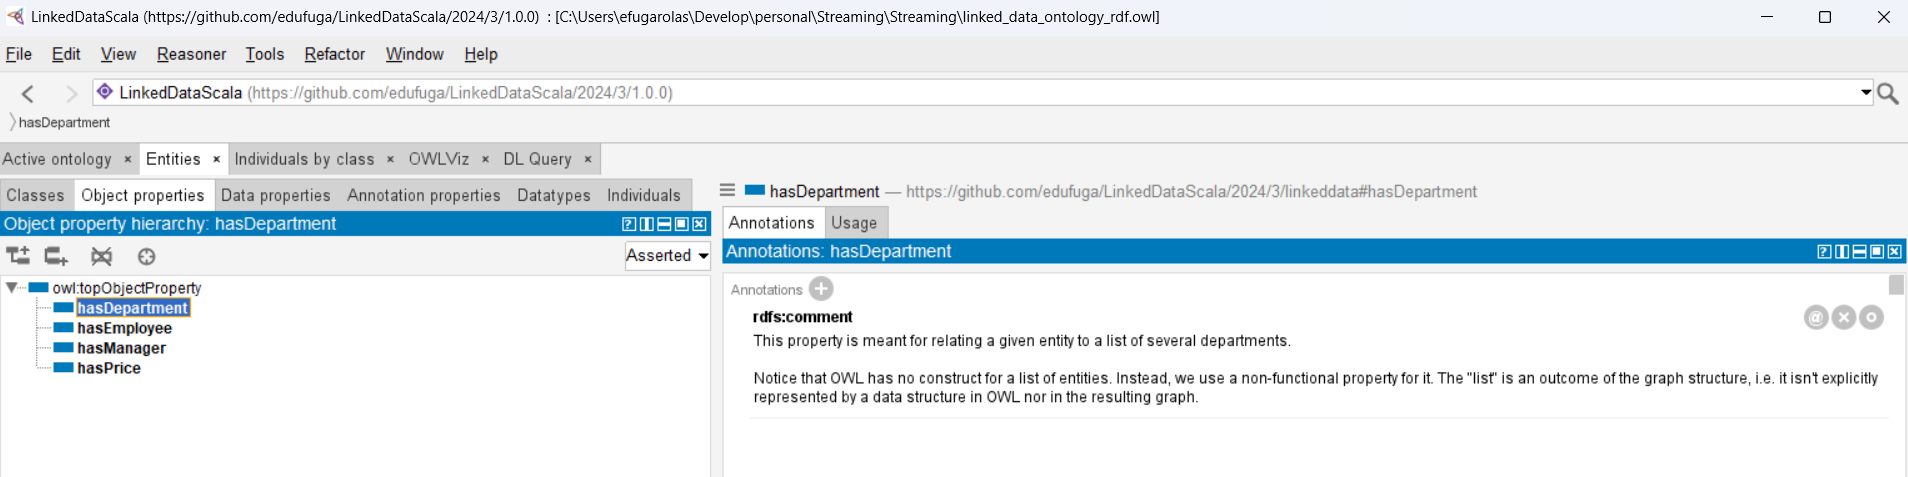 LinkedDataScala (https://github.com/edufuga/LinkedDataScala/2024/3/1.0.0) : [C:\Users\efugarolas\Develop\personal\Streaming\Streaming\linked_data_ontology_rdf.owl]
File Edit View Reasoner Tools Refactor Window Help
LinkedDataScala (https://github.com/edufuga/LinkedDataScala/2024/3/1.0.0)
hasDepartment
Active ontology × Entities × Individuals by class × OWLViz × DL Query ×
Classes Object properties Data properties Annotation properties Datatypes Individuals
Object property hierarchy: hasDepartment
Asserted
owl:topObjectProperty
hasDepartment
hasEmployee
hasManager
hasPrice
hasDepartment — https://github.com/edufuga/LinkedDataScala/2024/3/linkeddata#hasDepartment
Annotations Usage
Annotations: hasDepartment
Annotations
rdfs:comment
This property is meant for relating a given entity to a list of several departments.
Notice that OWL has no construct for a list of entities. Instead, we use a non-functional property for it. The "list" is an outcome of the graph structure, i.e. it isn't explicitly
represented by a data structure in OWL nor in the resulting graph.